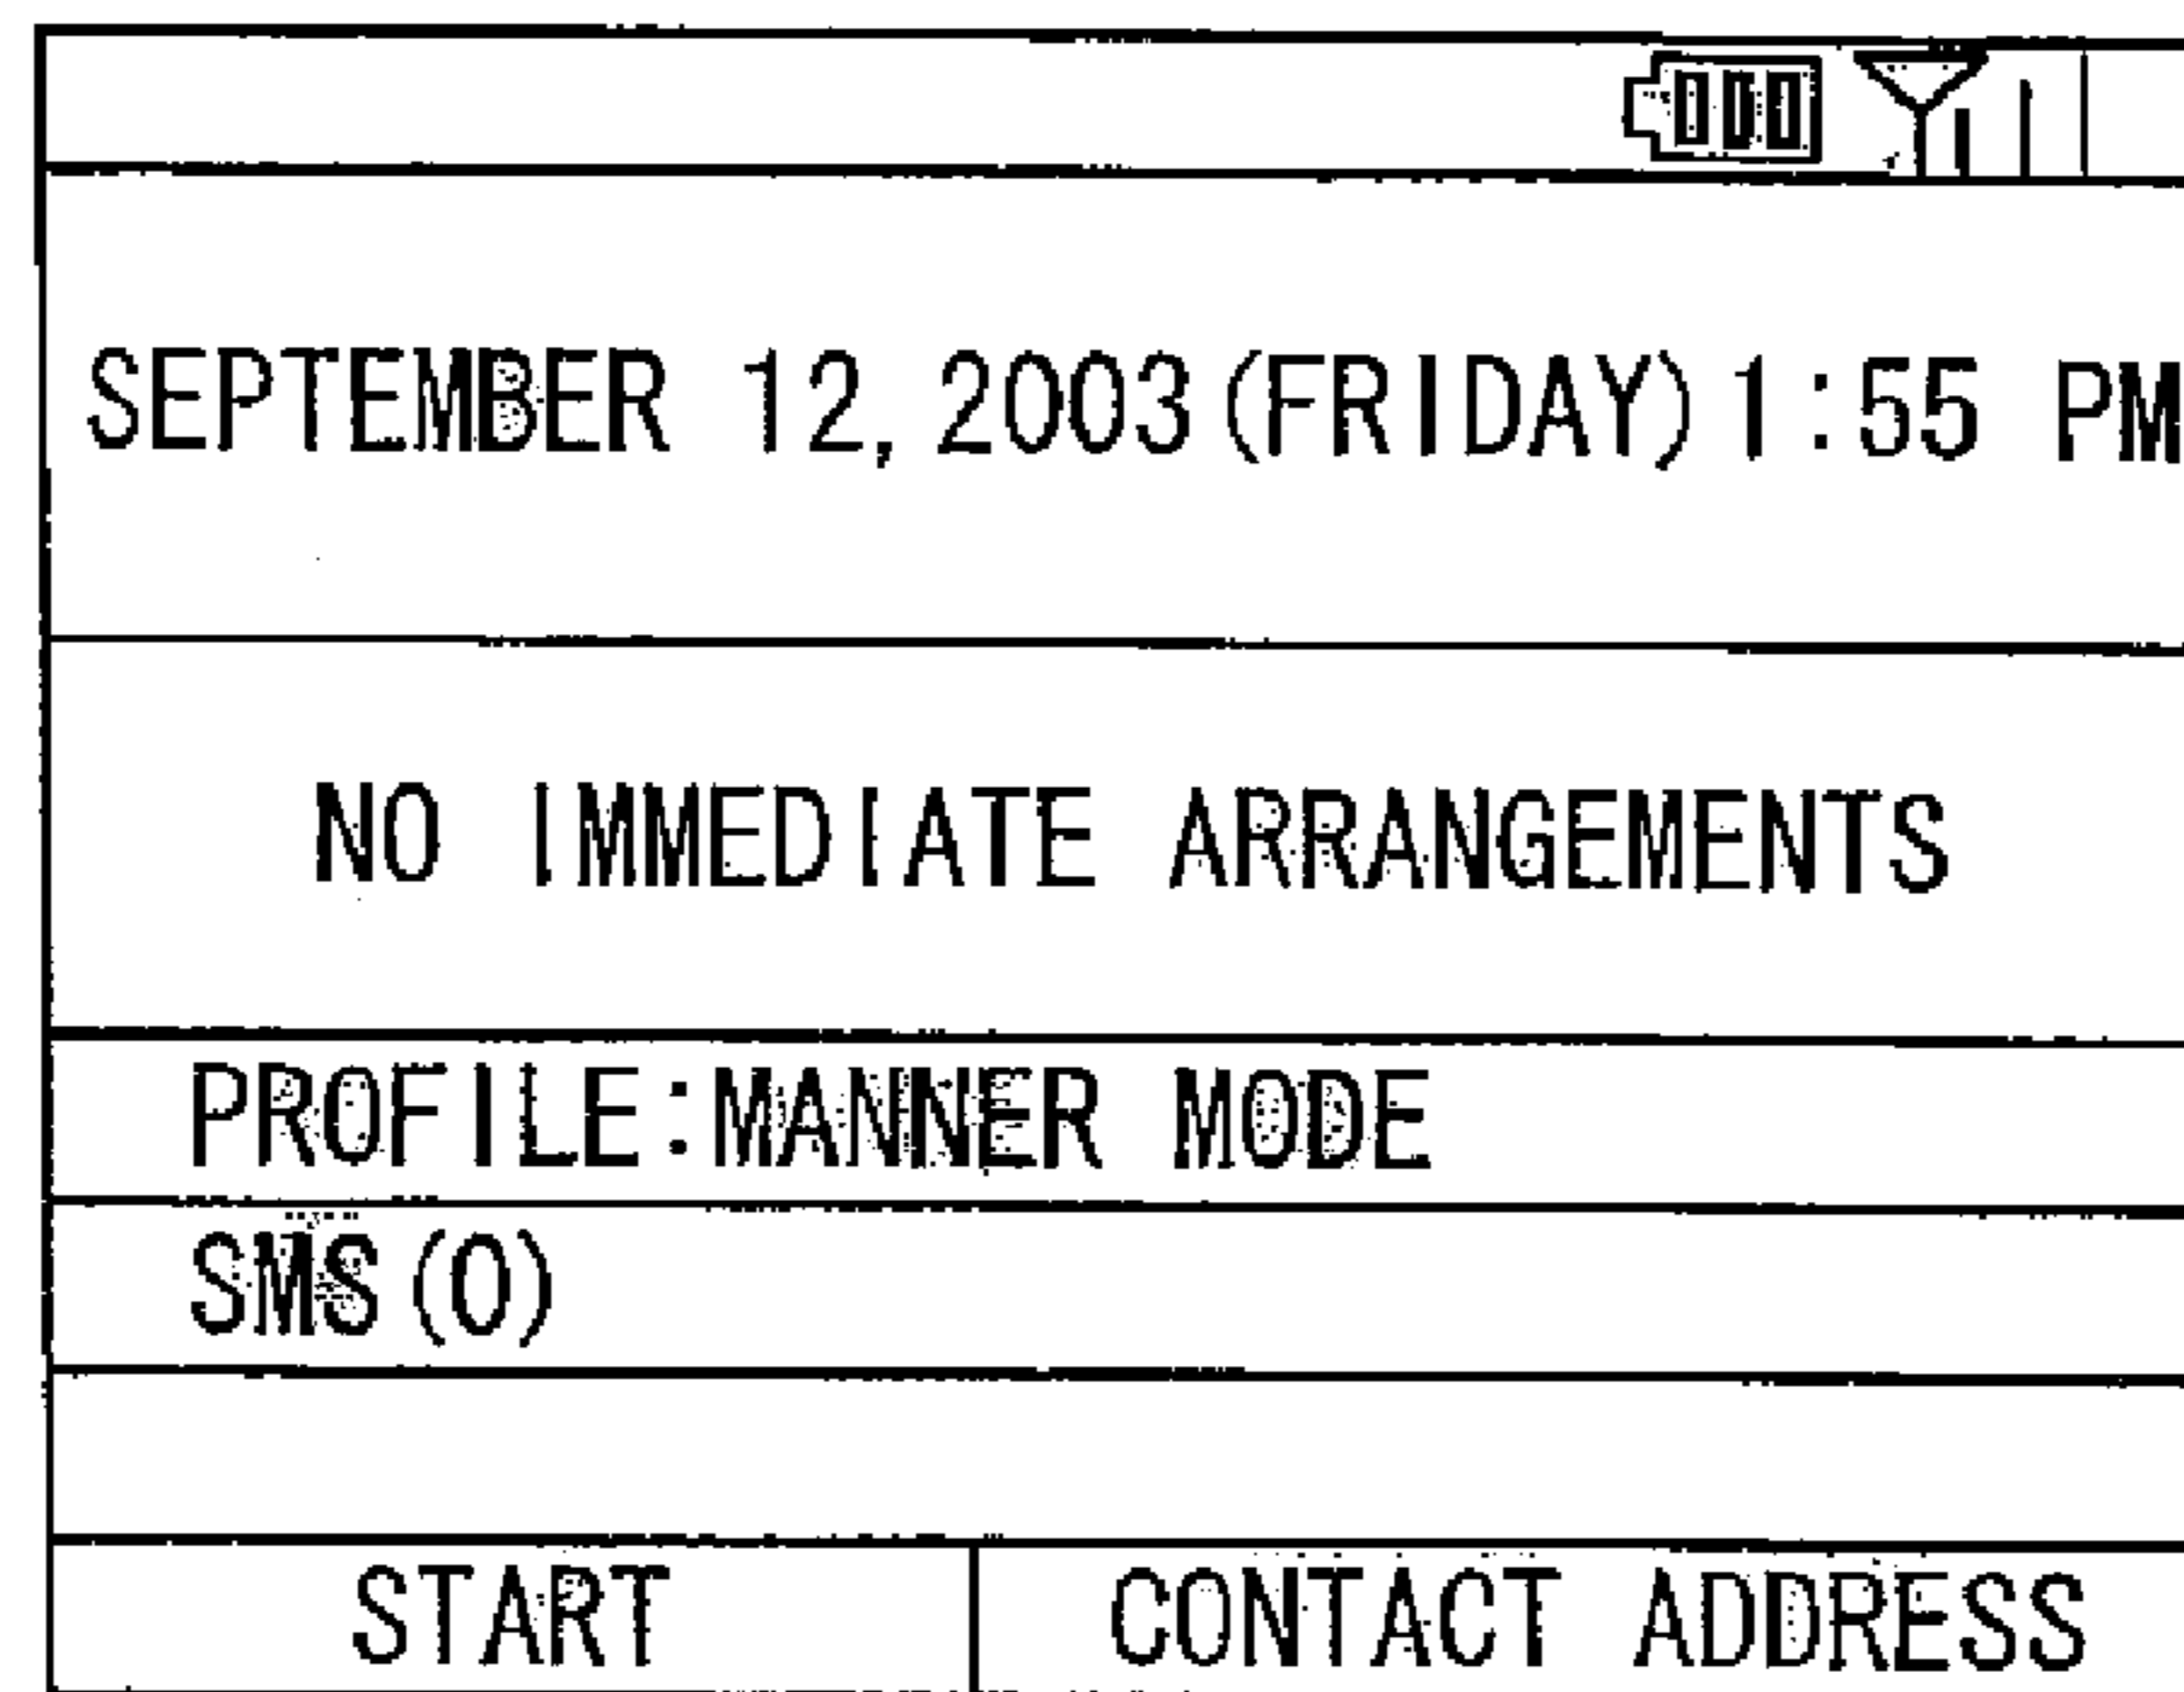 SEPTEMBER 12,2003(FRIDAY)1:55 PM
NO IMMEDIATE ARRANGEMENTS
PROFILE:MANNER MODE
SMS(0)
START
CONTACT ADDRESS